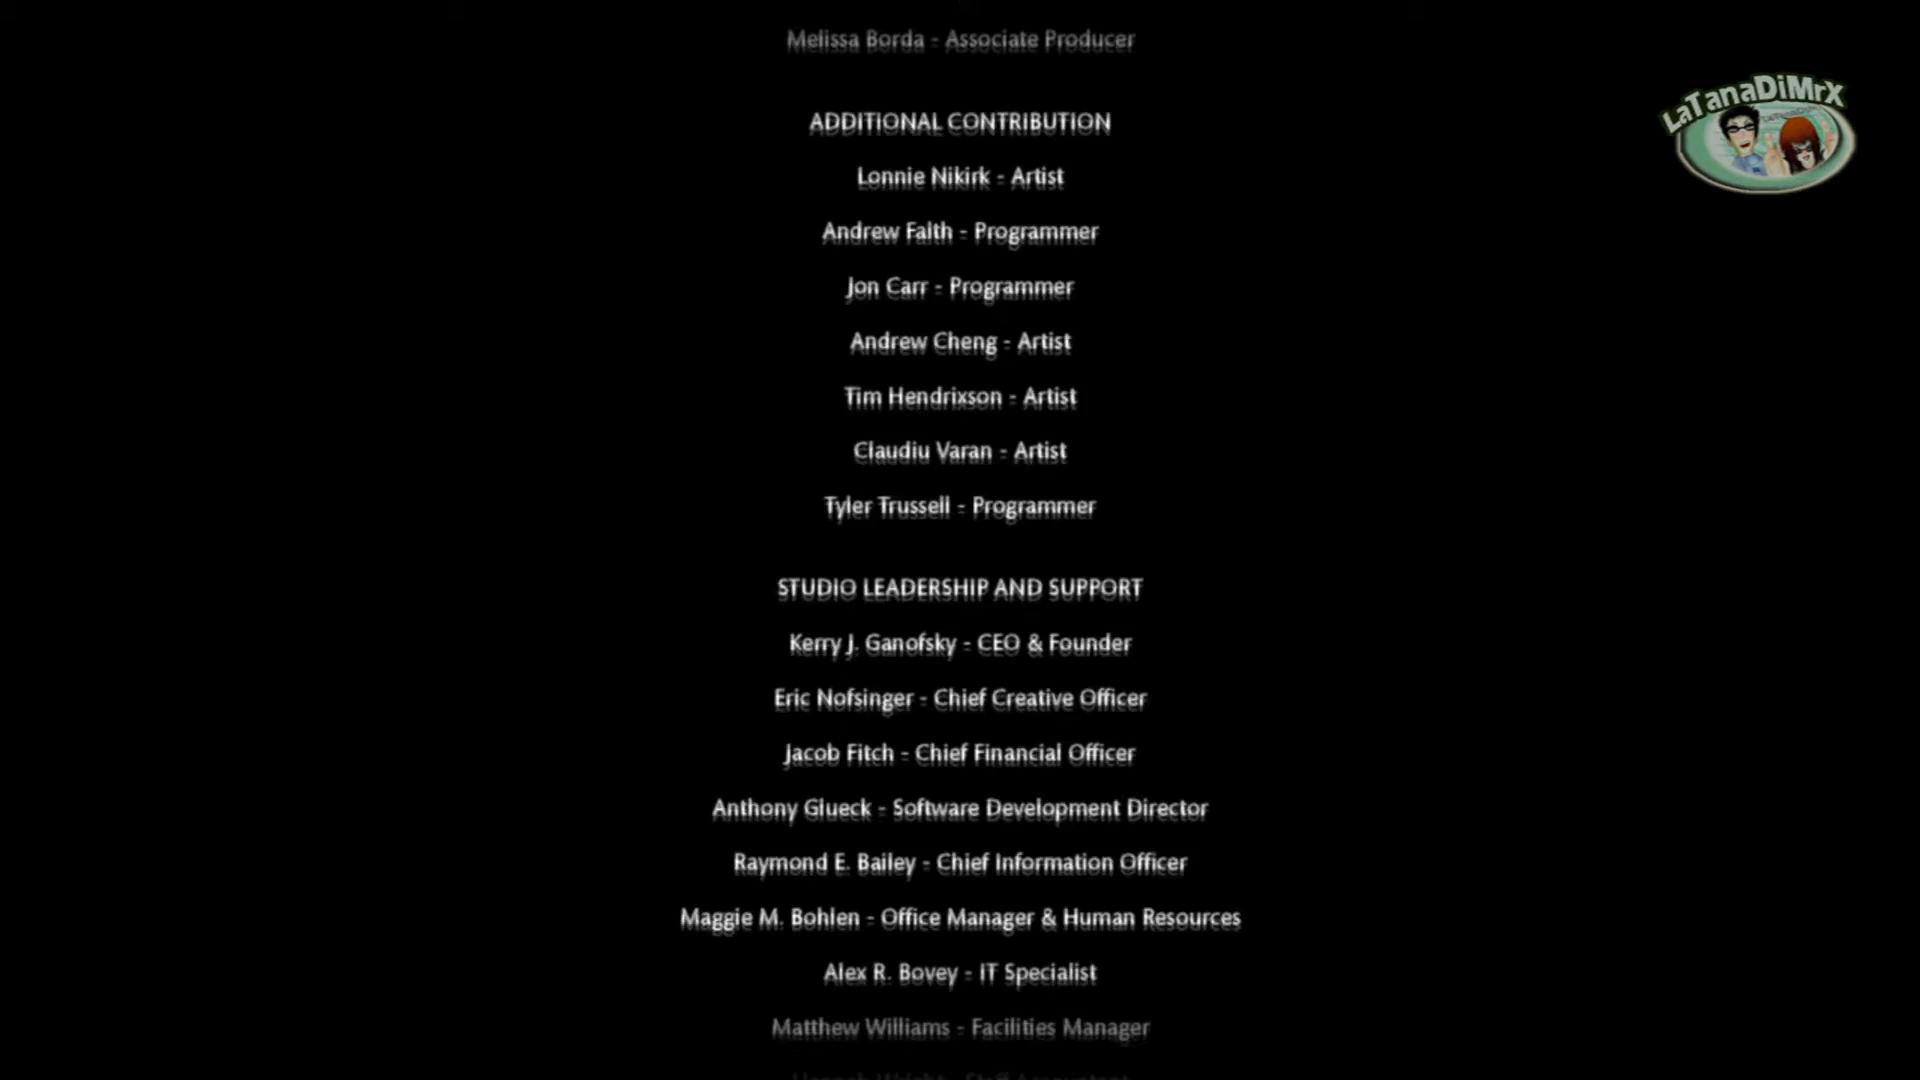 Melissa Borda - Associate Producer
LaTanaDiMrX
ADDITIONAL CONTRIBUTION
Lonnie Nikirk - Artist
Andrew Falth - Programmer
Jon Carr - Programmer
Andrew Cheng - Artist
Tim Hendrixson - Artist
Claudiu Varan - Artist
Tyler Trussell - Programmer
STUDIO LEADERSHIP AND SUPPORT
Kerry J. Ganofsky - CEO & Founder
Eric Nofsinger - Chief Creative Officer
Jacob Fitch - Chief Financial Officer
Anthony Glueck - Software Development Director
Raymond E. Bailey - Chief Information Officer
Maggie M. Bohlen - Office Manager & Human Resources
Alex R. Bovey - IT Specialist
Matthew Williams - Facilities Manager